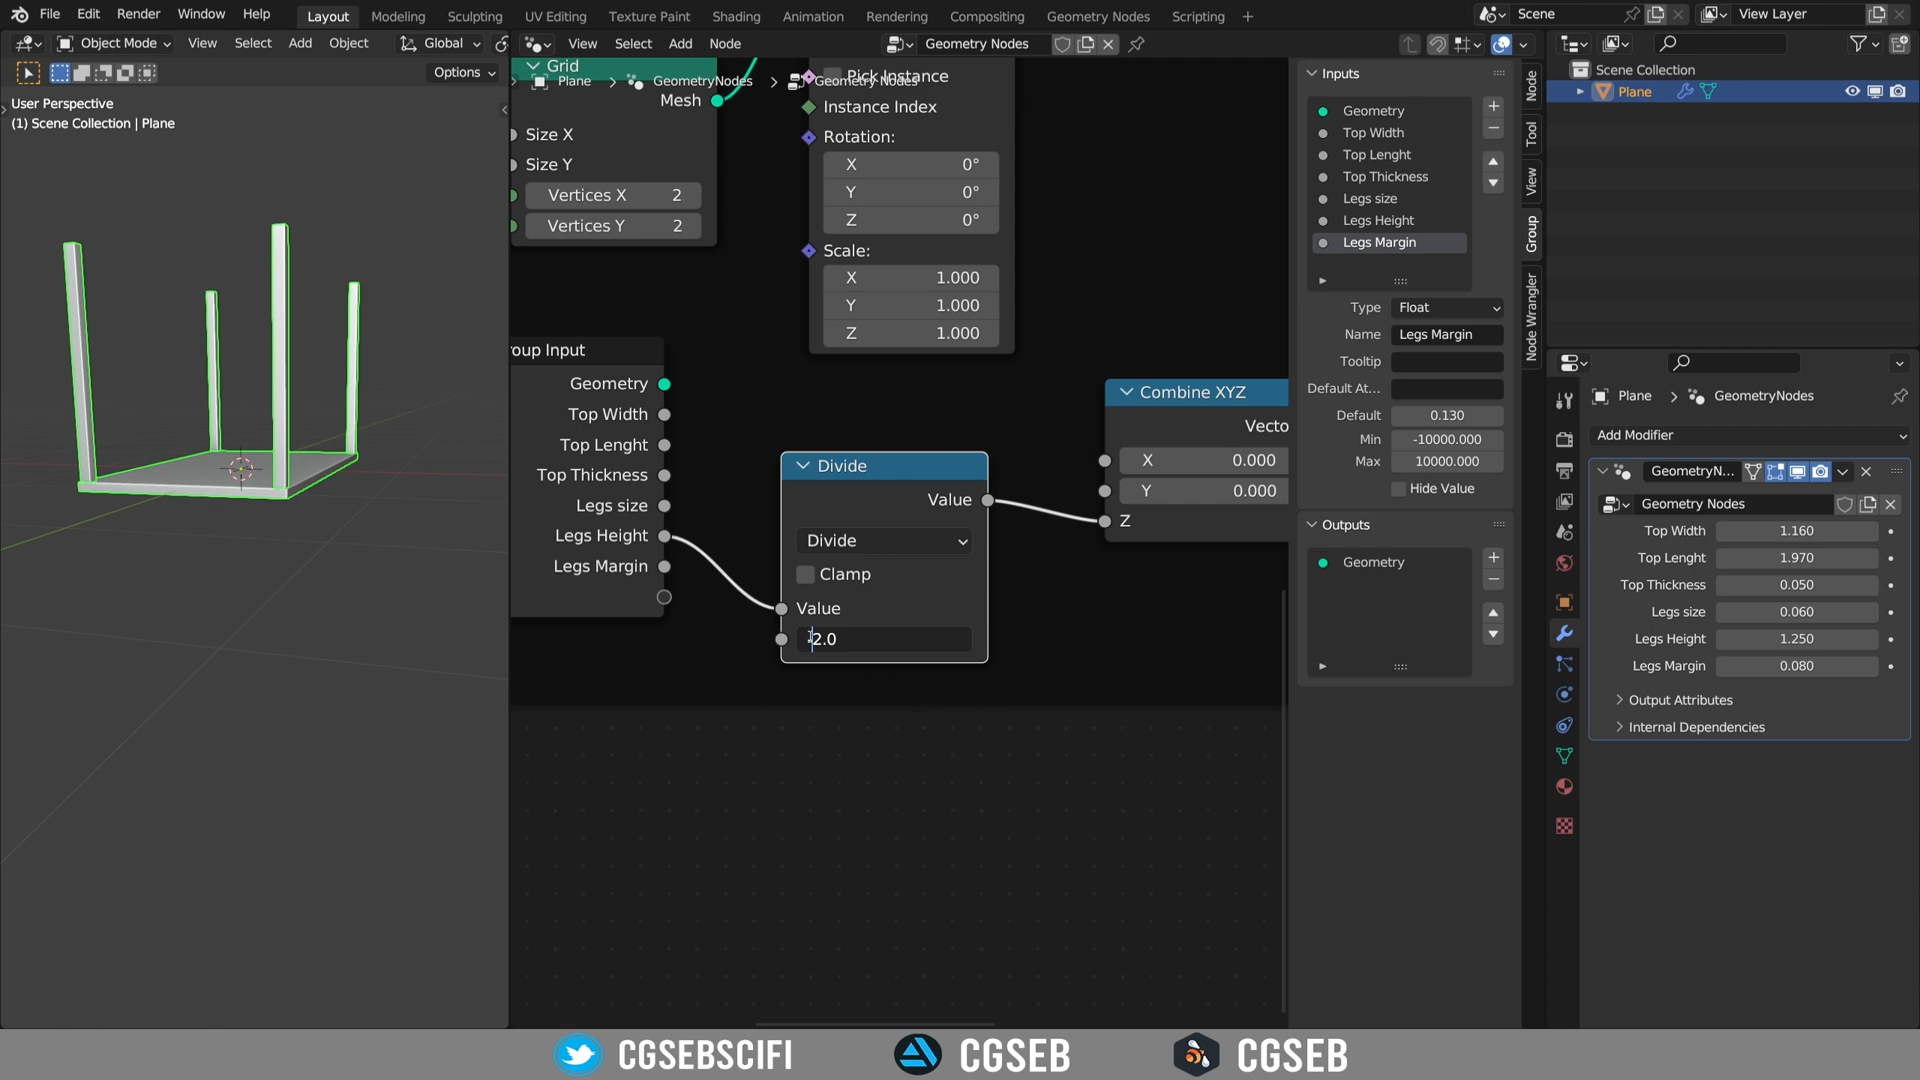 File Edit Render Window Help Layout Modeling Sculpting UV Editing Texture Paint Shading Animation Rendering Compositing Geometry Nodes Scripting + Scene View Layer
Object Mode View Select Add Object Global View Select Add Node Geometry Nodes
Options
User Perspective
(1) Scene Collection | Plane
Grid
Plane > GeometryNodes > Geometry Nodes
Mesh
Size X
Size Y
Vertices X 2
Vertices Y 2
Pick Instance
Instance Index
Rotation:
X 0°
Y 0°
Z 0°
Scale:
X 1.000
Y 1.000
Z 1.000
oup Input
Geometry
Top Width
Top Lenght
Top Thickness
Legs size
Legs Height
Legs Margin
Divide
Value
Divide
Clamp
Value
-2.0
Combine XYZ
Vecto
X 0.000
Y 0.000
Z
Inputs
Geometry
Top Width
Top Lenght
Top Thickness
Legs size
Legs Height
Legs Margin
Type Float
Name Legs Margin
Tooltip
Default At...
Default 0.130
Min -10000.000
Max 10000.000
Hide Value
Outputs
Geometry
Node
Tool
View
Group
Node Wrangler
Scene Collection
Plane
Plane > GeometryNodes
Add Modifier
GeometryN...
Geometry Nodes
Top Width 1.160
Top Lenght 1.970
Top Thickness 0.050
Legs size 0.060
Legs Height 1.250
Legs Margin 0.080
Output Attributes
Internal Dependencies
CGSEBSCIFI CGSEB CGSEB